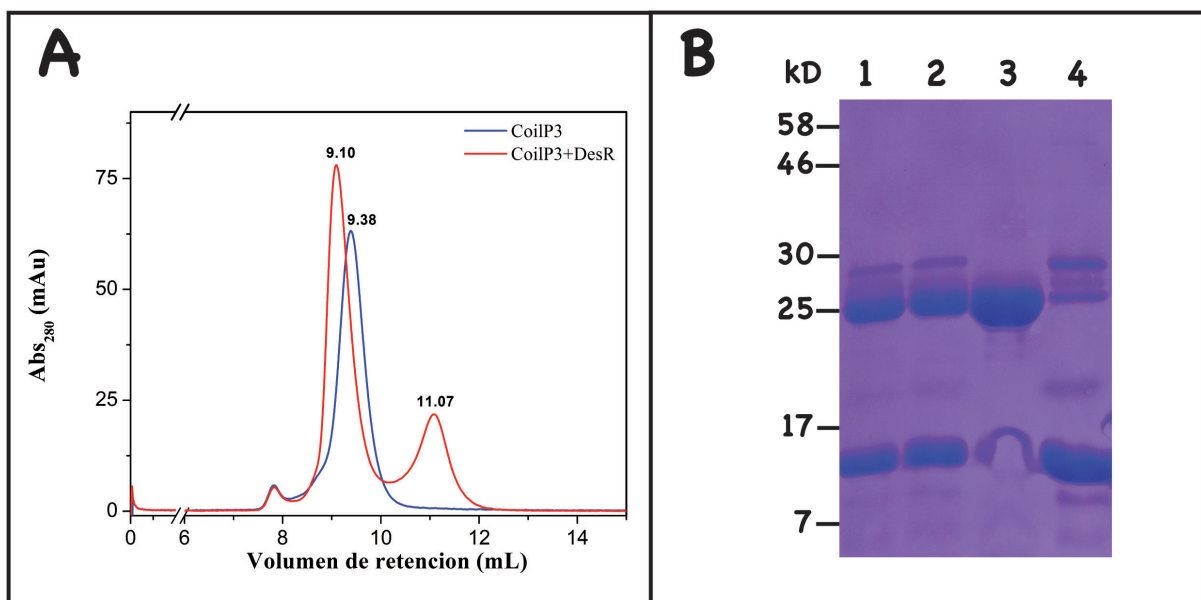 A
CoilP3
CoilP3+DesR
9.10
9.38
11.07
75
50
25
0
Abs280 (mAu)
0 6 8 10 12 14
Volumen de retencion (mL)
B
kD 1 2 3 4
58
46
30
25
17
7